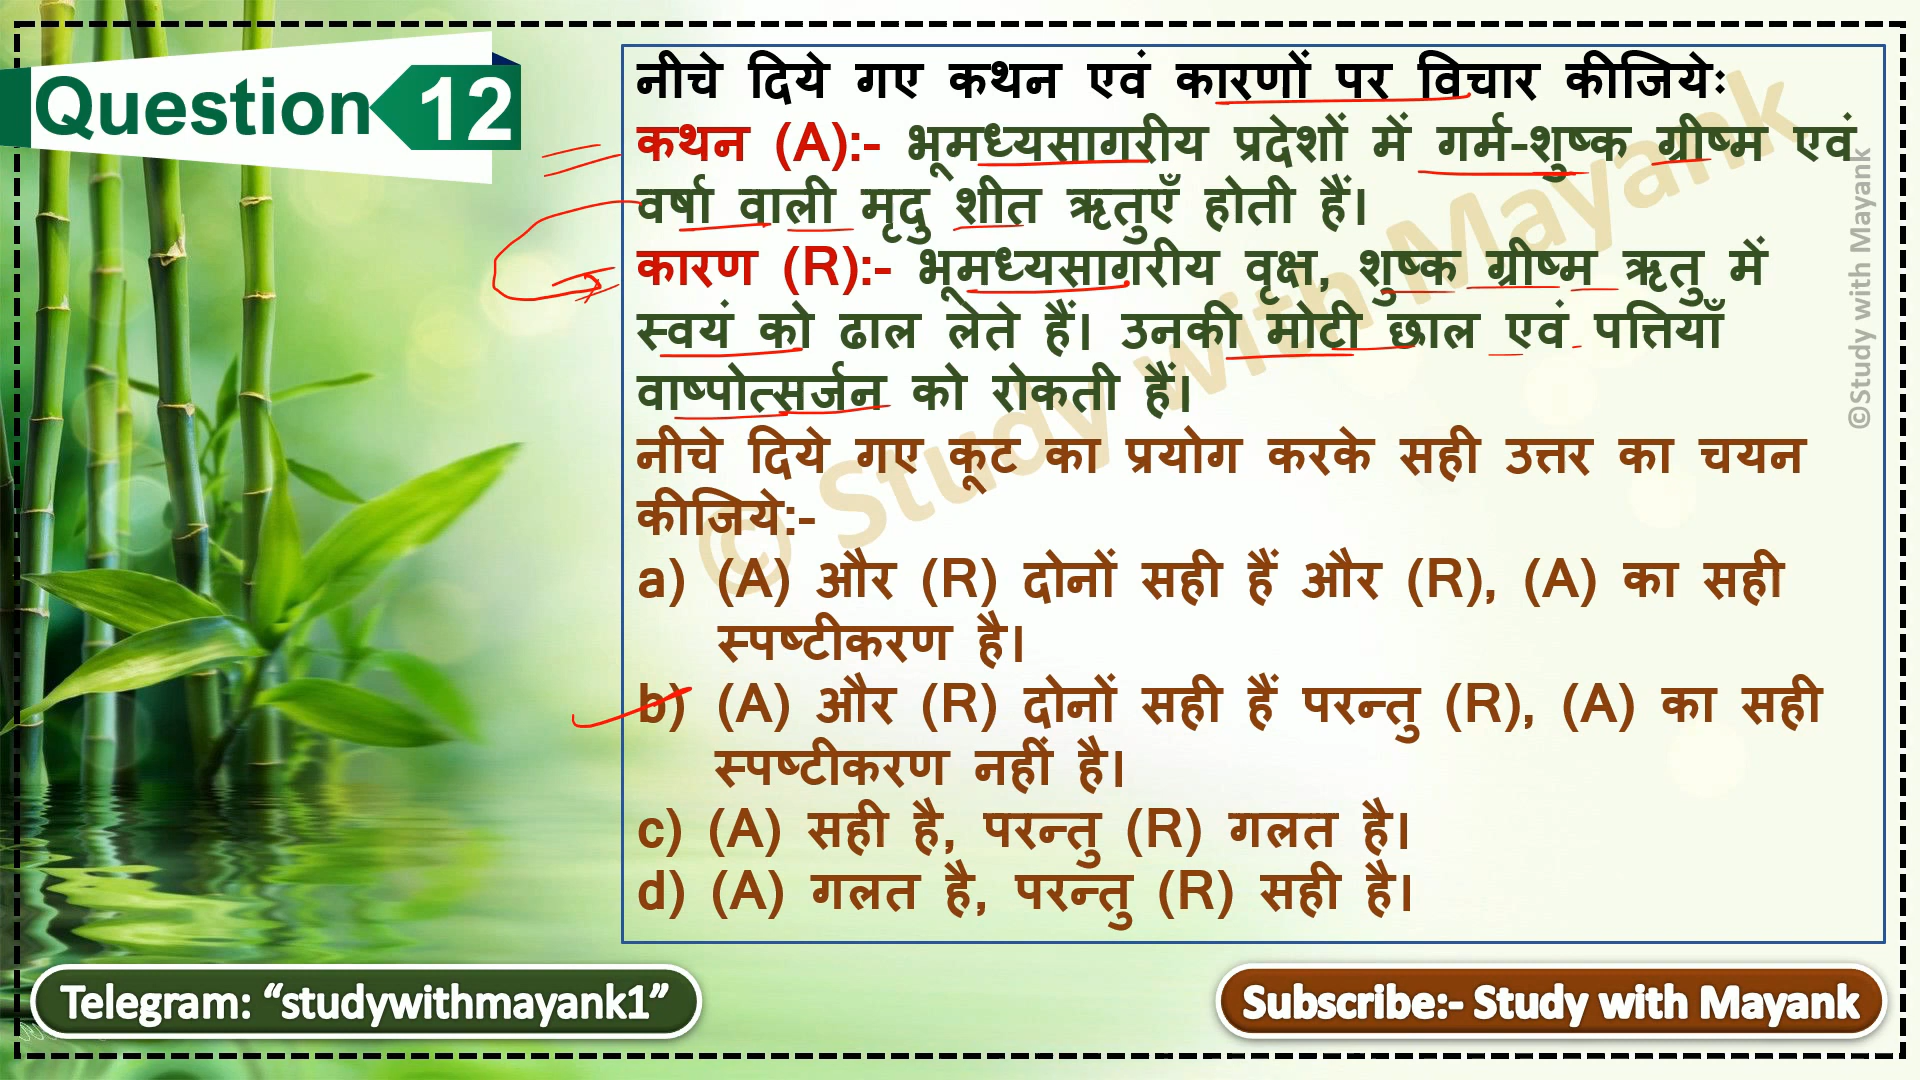 Question 12
नीचे दिये गए कथन एवं कारणों पर विचार कीजियेः
कथन (A):- भूमध्यसागरीय प्रदेशों में गर्म-शुष्क ग्रीष्म एवं
वर्षा वाली मृदु शीत ऋतुएँ होती हैं।
कारण (R):- भूमध्यसागरीय वृक्ष, शुष्क ग्रीष्म ऋतु में
स्वयं को ढाल लेते हैं। उनकी मोटी छाल एवं पत्तियाँ
वाष्पोत्सर्जन को रोकती हैं।
नीचे दिये गए कूट का प्रयोग करके सही उत्तर का चयन
कीजिये:-
a) (A) और (R) दोनों सही हैं और (R), (A) का सही
स्पष्टीकरण है।
b) (A) और (R) दोनों सही हैं परन्तु (R), (A) का सही
स्पष्टीकरण नहीं है।
c) (A) सही है, परन्तु (R) गलत है।
d) (A) गलत है, परन्तु (R) सही है।
© Study with Mayank
©Study with Mayank
Telegram: “studywithmayank1”
Subscribe:- Study with Mayank